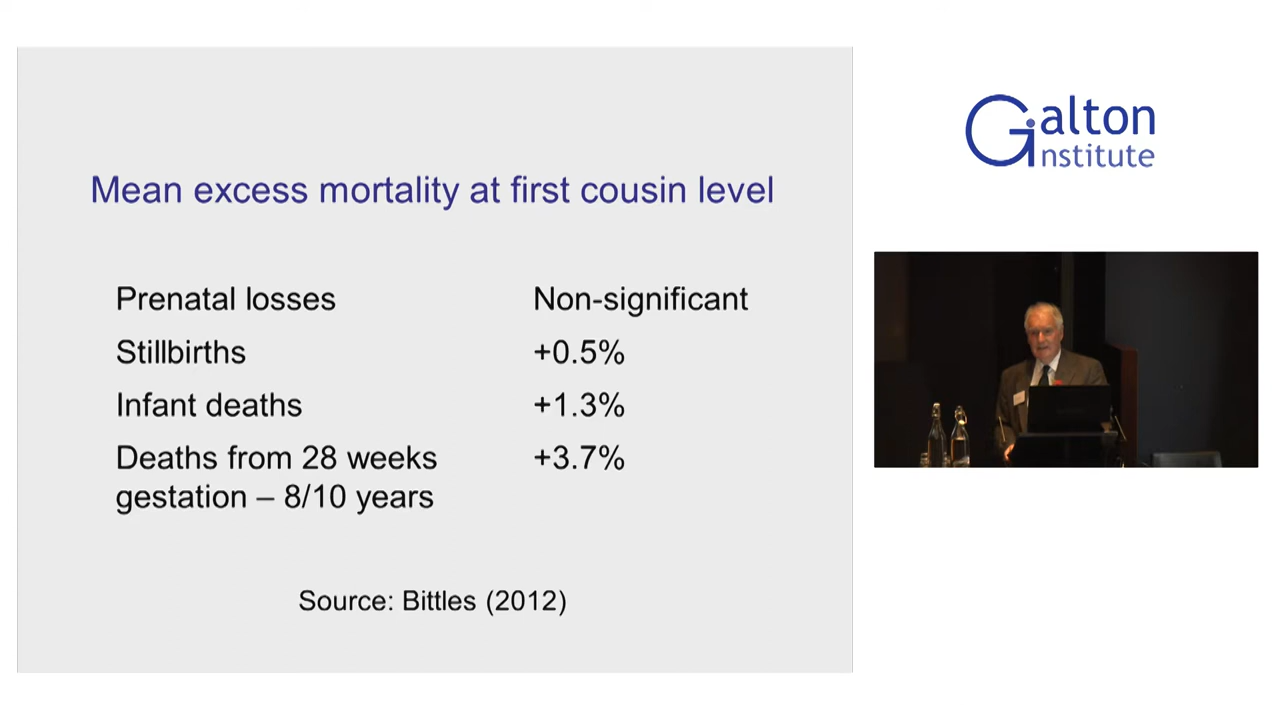 Mean excess mortality at first cousin level
Prenatal losses Non-significant
Stillbirths +0.5%
Infant deaths +1.3%
Deaths from 28 weeks +3.7%
gestation – 8/10 years
Source: Bittles (2012)
Galton
institute